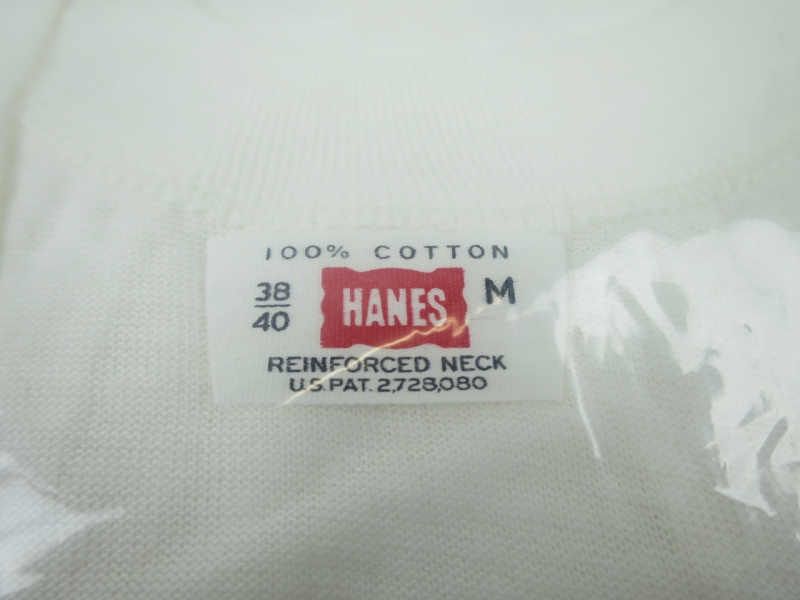 100% COTTON
38/40 HANES M
REINFORCED NECK
U.S. PAT. 2,728,080